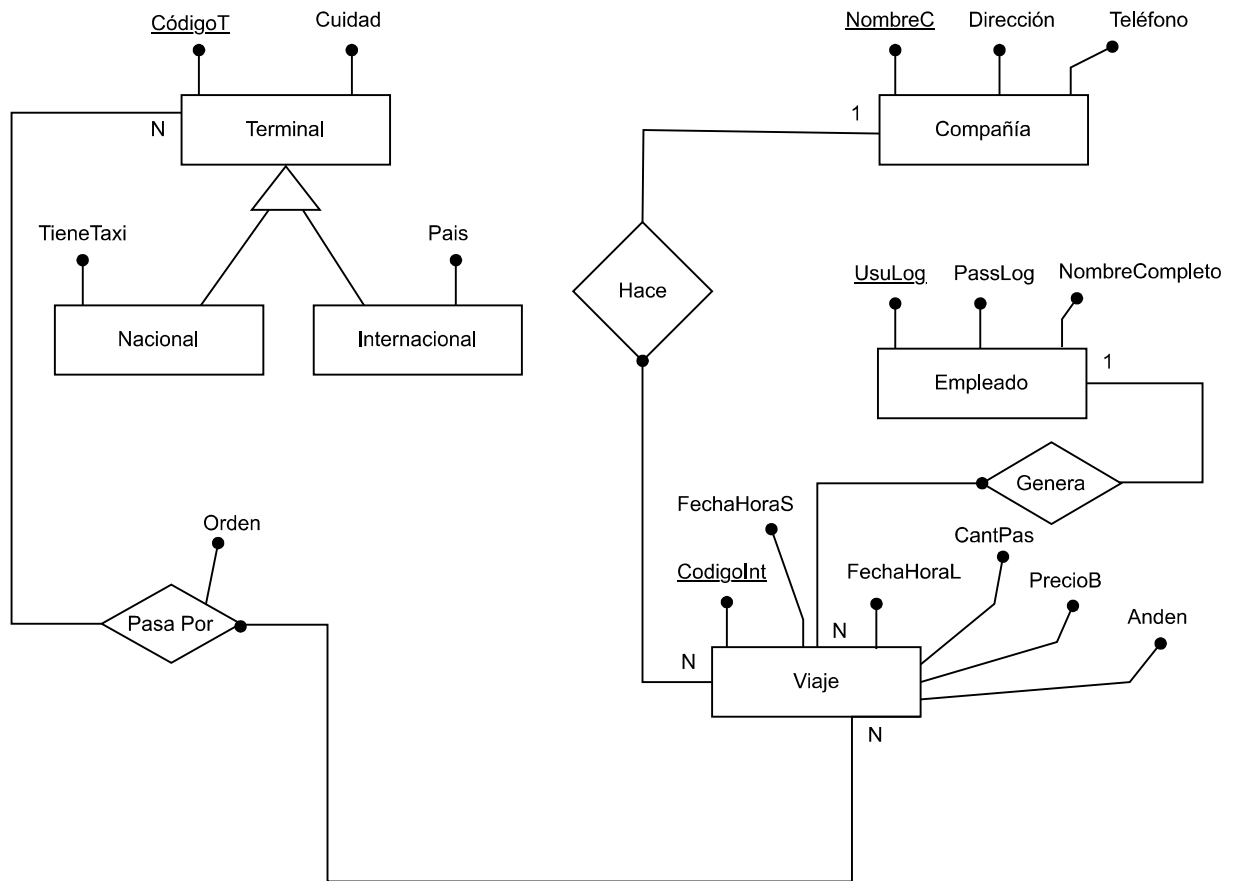 CódigoT
Cuidad
N
Terminal
TieneTaxi
Pais
Nacional
Internacional
NombreC
Dirección
Teléfono
1
Compañía
Hace
UsuLog
PassLog
NombreCompleto
Empleado
1
Genera
Orden
Pasa Por
FechaHoraS
CodigoInt
FechaHoraL
CantPas
PrecioB
Anden
N
N
Viaje
N